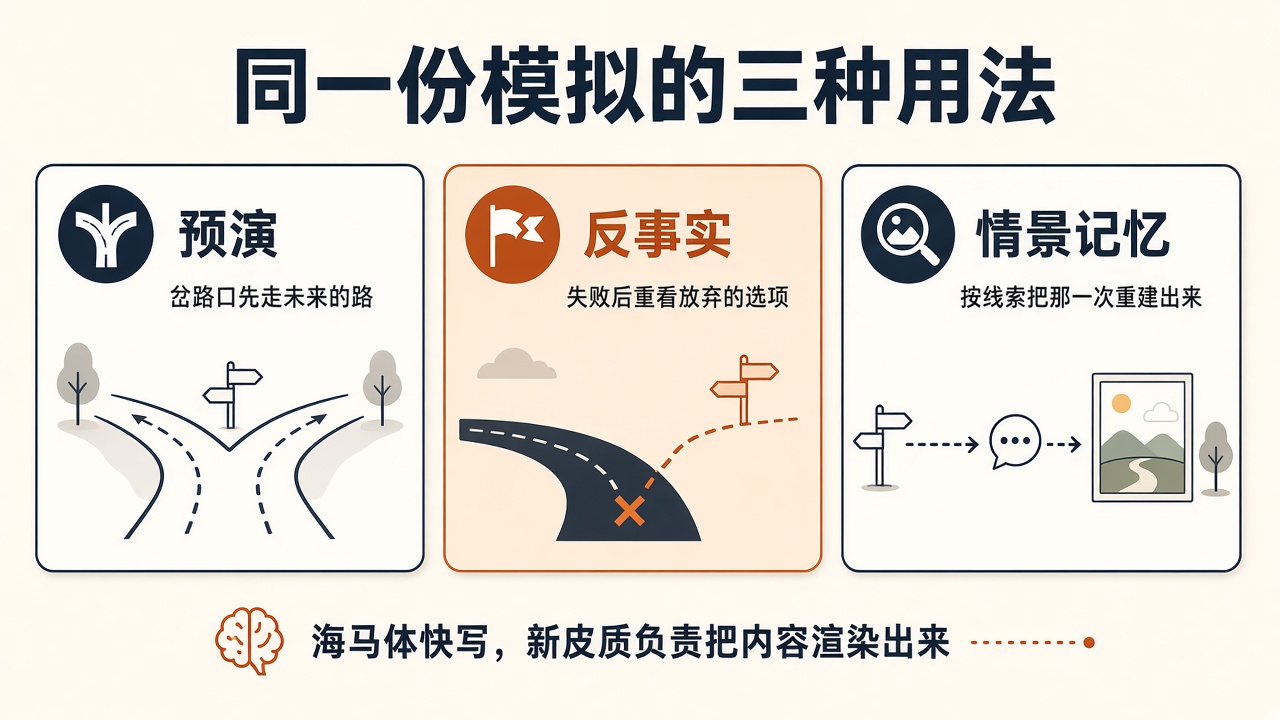 同一份模拟的三种用法
预演
岔路口先走未来的路
反事实
失败后重看放弃的选项
情景记忆
按线索把那一次重建出来
海马体快写，新皮质负责把内容渲染出来